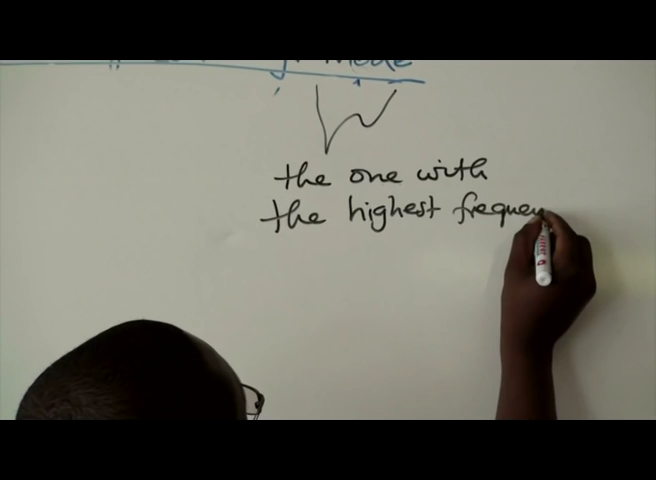 Mode
the one with
the highest frequen